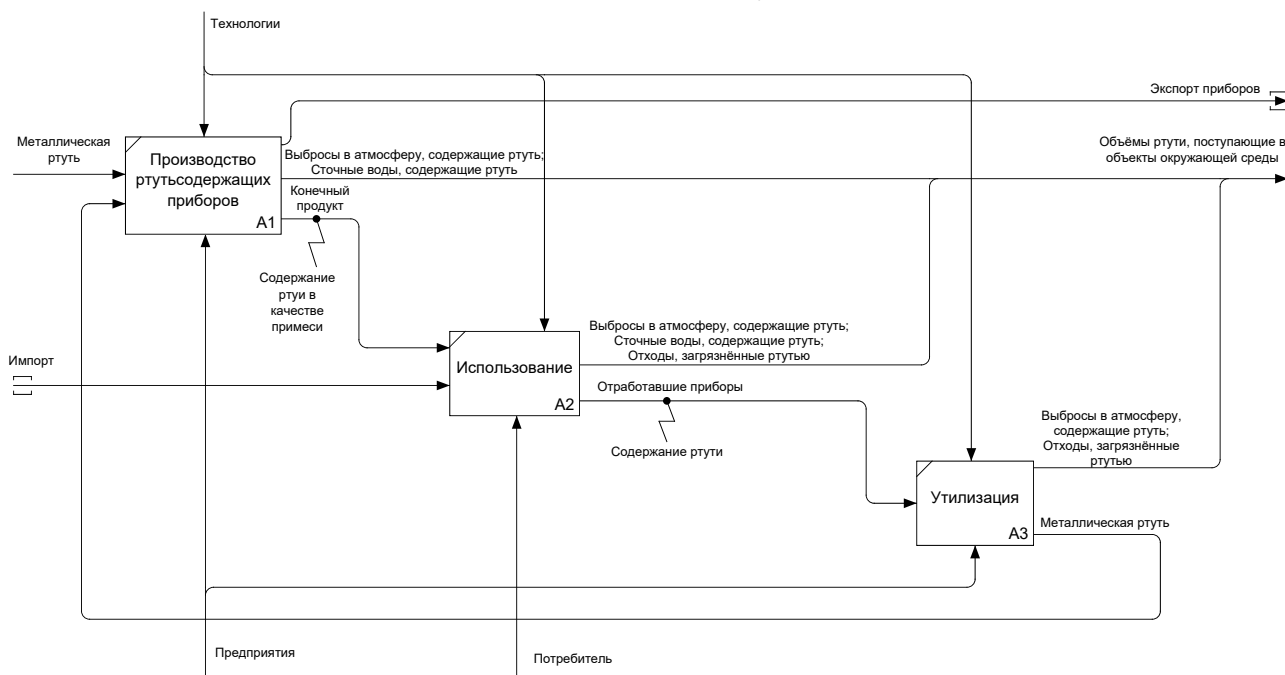 Технологии
Экспорт приборов
Металлическая
ртуть
Производство
ртутьсодержащих
приборов
A1
Выбросы в атмосферу, содержащие ртуть;
Сточные воды, содержащие ртуть
Объёмы ртути, поступающие в
объекты окружающей среды
Конечный
продукт
Содержание
ртуи в
качестве
примеси
Импорт
Использование
A2
Выбросы в атмосферу, содержащие ртуть;
Сточные воды, содержащие ртуть;
Отходы, загрязнённые ртутью
Отработавшие приборы
Содержание ртути
Выбросы в атмосферу,
содержащие ртуть;
Отходы, загрязнённые
ртутью
Утилизация
A3
Металлическая ртуть
Предприятия
Потребитель